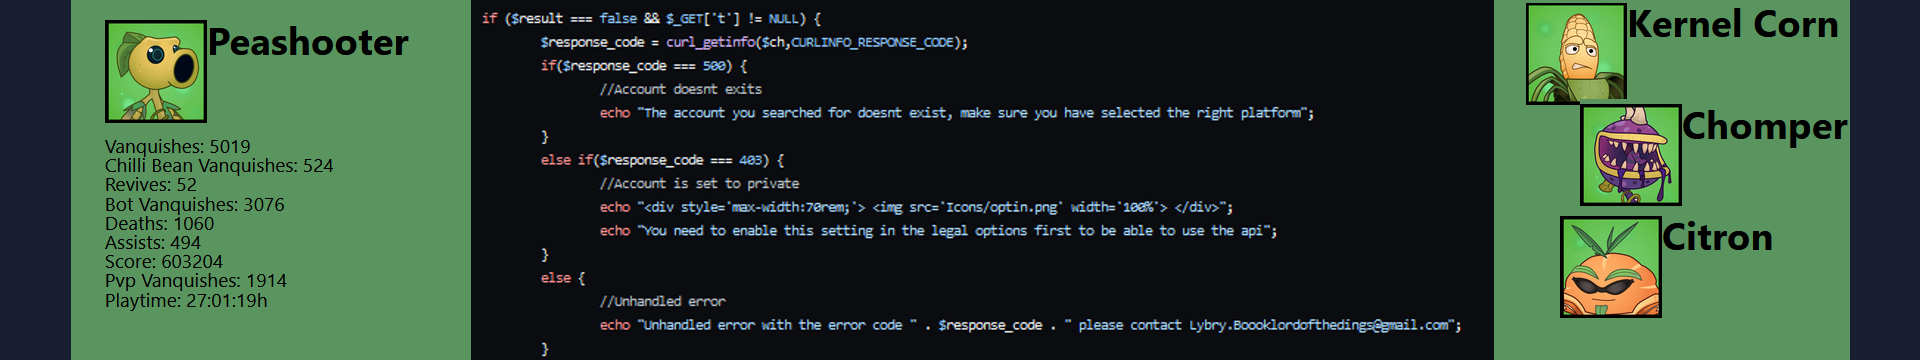 Peashooter
Vanquishes: 5019
Chilli Bean Vanquishes: 524
Revives: 52
Bot Vanquishes: 3076
Deaths: 1060
Assists: 494
Score: 603204
Pvp Vanquishes: 1914
Playtime: 27:01:19h
if ($result === false && $_GET['t'] != NULL) {
$response_code = curl_getinfo($ch,CURLINFO_RESPONSE_CODE);
if($response_code === 500) {
//Account doesnt exits
echo "The account you searched for doesnt exist, make sure you have selected the right platform";
}
else if($response_code === 403) {
//Account is set to private
echo "<div style='max-width:70rem;'> <img src='Icons/optin.png' width='100%'> </div>";
echo "You need to enable this setting in the legal options first to be able to use the api";
}
else {
//Unhandled error
echo "Unhandled error with the error code " . $response_code . " please contact Lybry.Boooklordofthedings@gmail.com";
}
Kernel Corn
Chomper
Citron